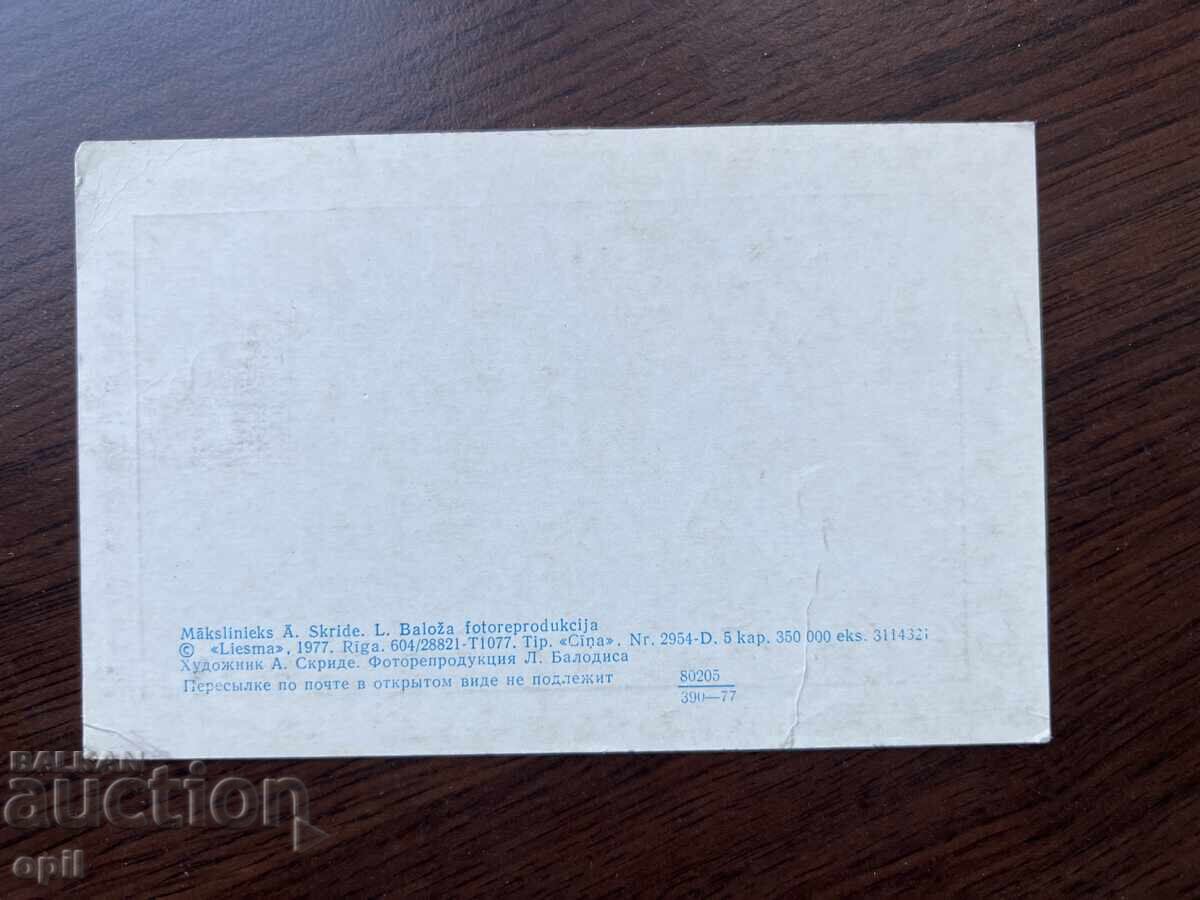 Mākslinieks Ā. Skride. L. Baloža fotoreprodukcija
© «Liesma», 1977. Rīga. 604/28821-T1077. Tip. «Cīņa», Nr. 2954-D. 5 kap. 350 000 eks. 311432i
Художник А. Скриде. Фоторепродукция Л. Балодиса
Пересылке по почте в открытом виде не подлежит
80205
390—77
BALKAN
auction
opil